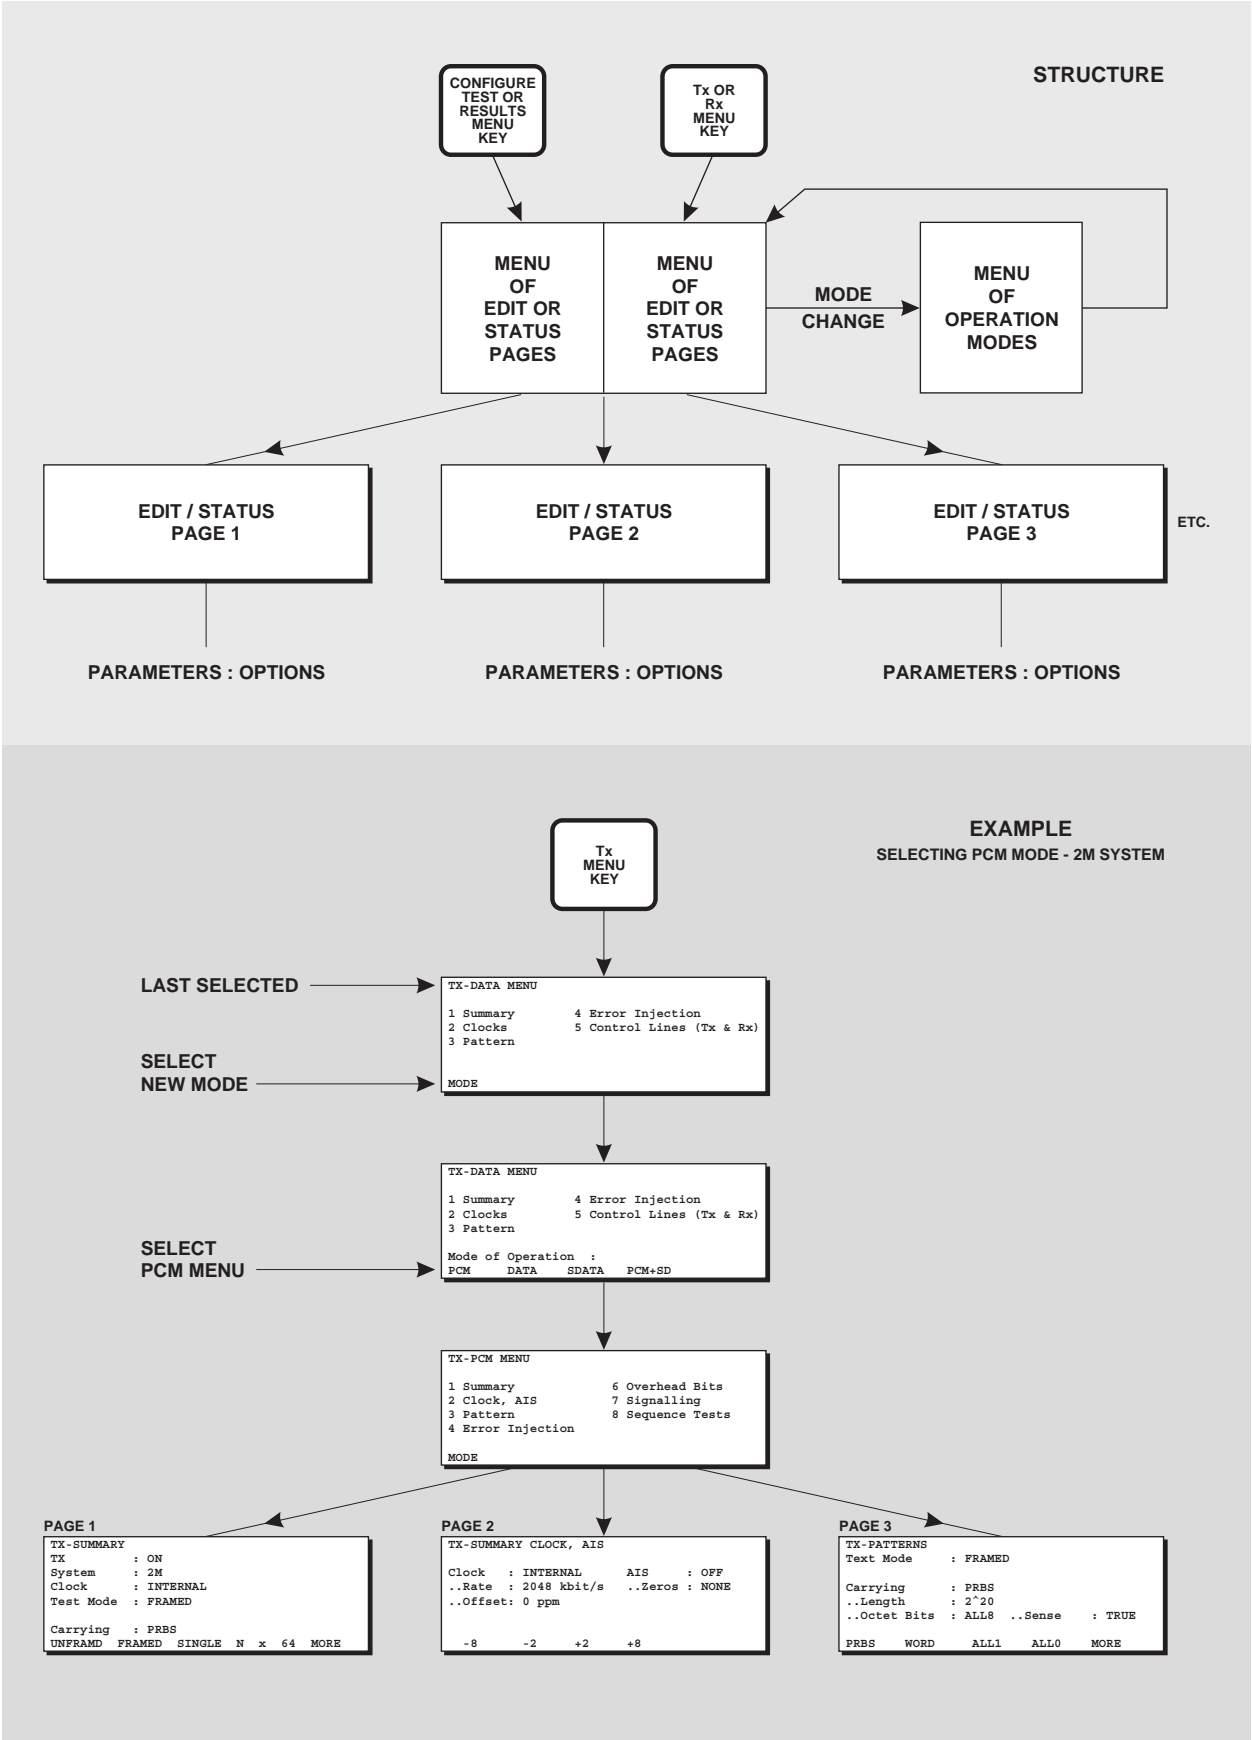 STRUCTURE
CONFIGURE
TEST OR
RESULTS
MENU
KEY
Tx OR
Rx
MENU
KEY
MENU
OF
EDIT OR
STATUS
PAGES
MENU
OF
EDIT OR
STATUS
PAGES
MODE
CHANGE
MENU
OF
OPERATION
MODES
EDIT / STATUS
PAGE 1
EDIT / STATUS
PAGE 2
EDIT / STATUS
PAGE 3
ETC.
PARAMETERS : OPTIONS
PARAMETERS : OPTIONS
PARAMETERS : OPTIONS
EXAMPLE
SELECTING PCM MODE - 2M SYSTEM
Tx
MENU
KEY
LAST SELECTED
TX-DATA MENU
1 Summary 4 Error Injection
2 Clocks 5 Control Lines (Tx & Rx)
3 Pattern
SELECT
NEW MODE
MODE
TX-DATA MENU
1 Summary 4 Error Injection
2 Clocks 5 Control Lines (Tx & Rx)
3 Pattern
SELECT
PCM MENU
Mode of Operation :
PCM DATA SDATA PCM+SD
TX-PCM MENU
1 Summary 6 Overhead Bits
2 Clock, AIS 7 Signalling
3 Pattern 8 Sequence Tests
4 Error Injection
MODE
PAGE 1
TX-SUMMARY
TX : ON
System : 2M
Clock : INTERNAL
Test Mode : FRAMED
Carrying : PRBS
UNFRAMD FRAMED SINGLE N x 64 MORE
PAGE 2
TX-SUMMARY CLOCK, AIS
Clock : INTERNAL AIS : OFF
..Rate : 2048 kbit/s ..Zeros : NONE
..Offset: 0 ppm
-8 -2 +2 +8
PAGE 3
TX-PATTERNS
Text Mode : FRAMED
Carrying : PRBS
..Length : 2^20
..Octet Bits : ALL8 ..Sense : TRUE
PRBS WORD ALL1 ALL0 MORE